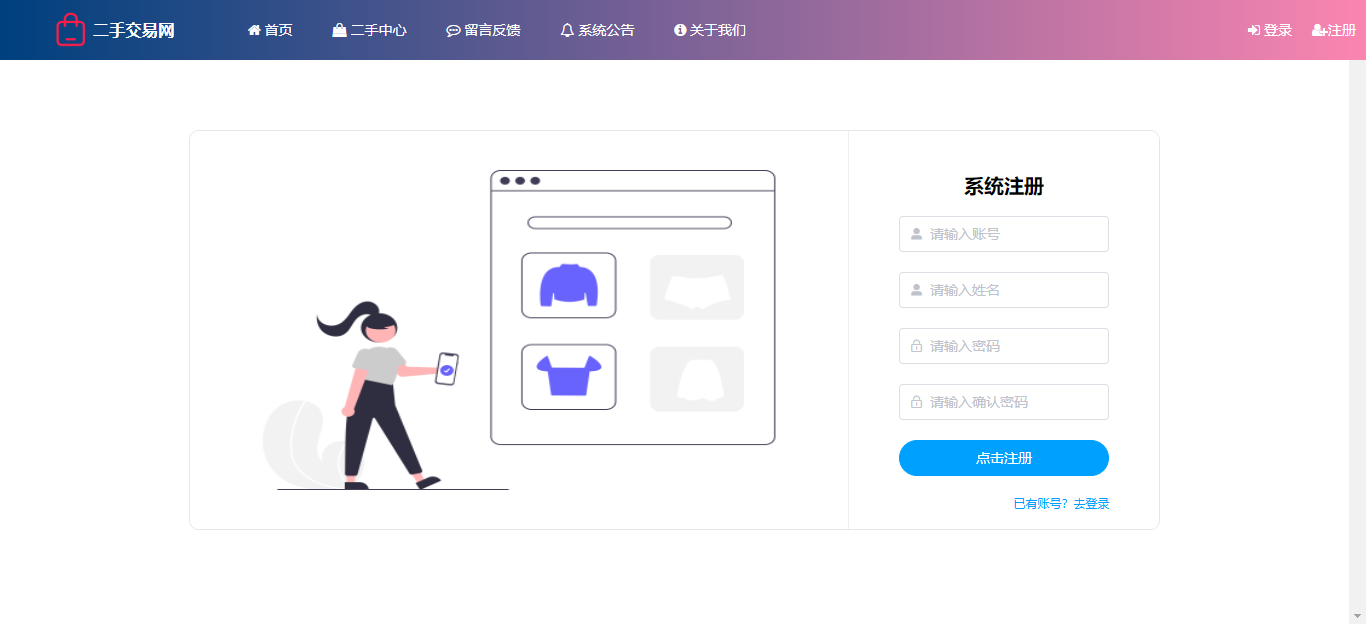 二手交易网 首页 二手中心 留言反馈 系统公告 关于我们 登录 注册
系统注册
请输入账号
请输入姓名
请输入密码
请输入确认密码
点击注册
已有账号? 去登录